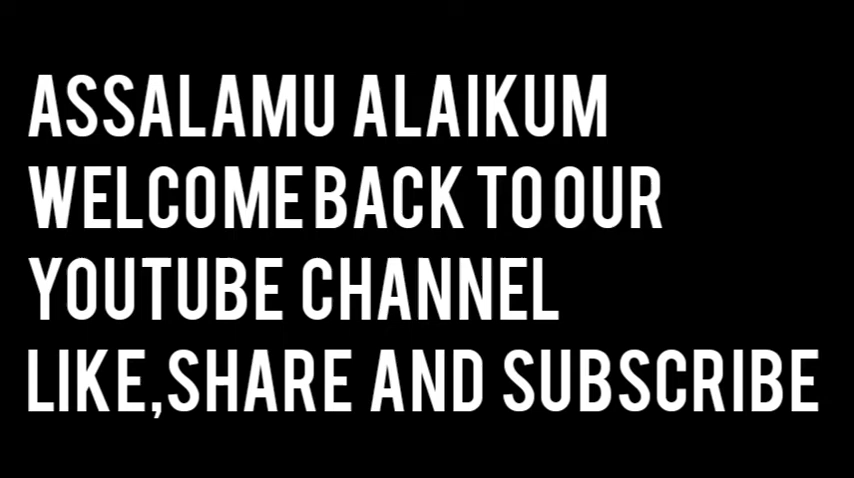 ASSALAMU ALAIKUM
WELCOME BACK TO OUR
YOUTUBE CHANNEL
LIKE,SHARE AND SUBSCRIBE